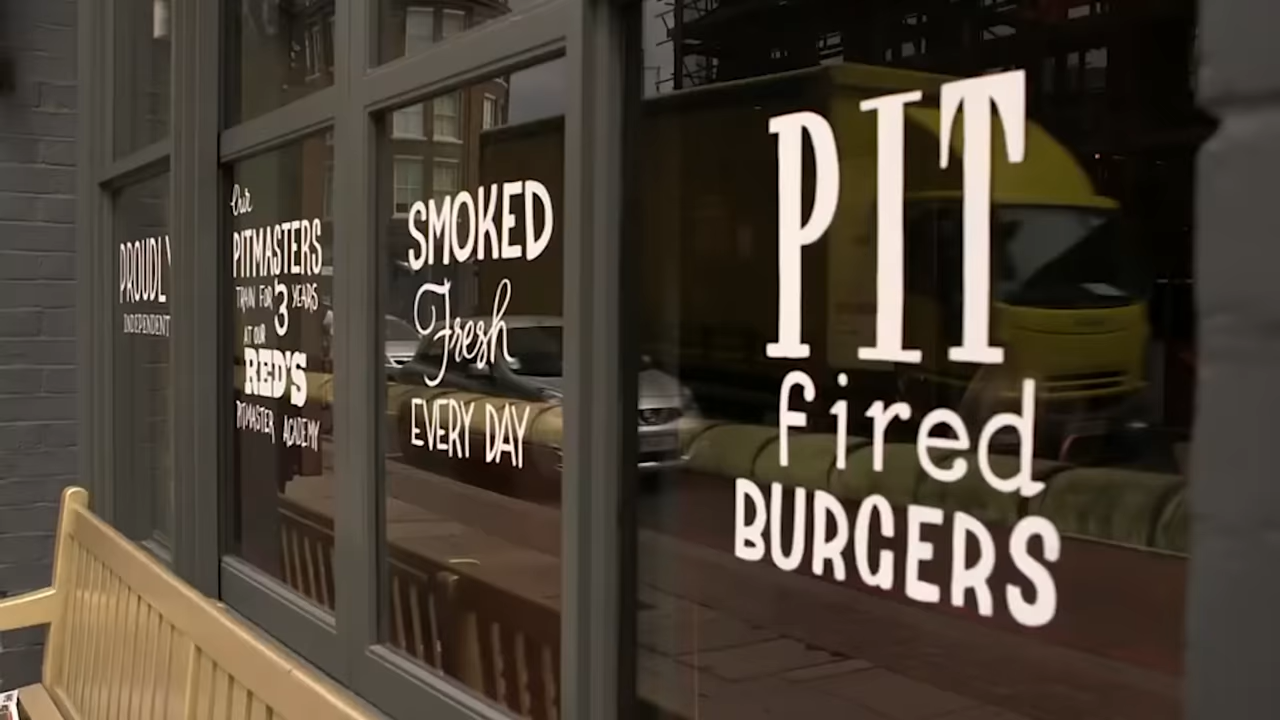 PROUDLY
INDEPENDENT
Our
PITMASTERS
TRAIN FOR 3 YEARS
AT OUR
RED'S
PITMASTER ACADEMY
SMOKED
Fresh
EVERY DAY
PIT
fired
BURGERS